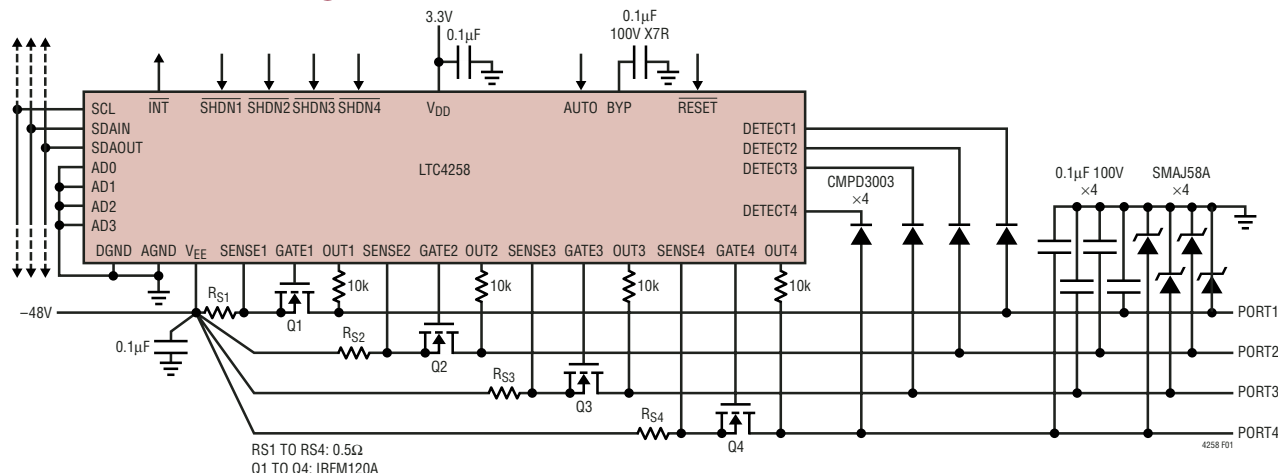 3.3V
0.1µF
0.1µF
100V X7R
SCL
SDAIN
SDAOUT
AD0
AD1
AD2
AD3
INT
SHDN1
SHDN2
SHDN3
SHDN4
VDD
AUTO
BYP
RESET
LTC4258
DETECT1
DETECT2
DETECT3
DETECT4
CMPD3003
×4
0.1µF 100V
×4
SMAJ58A
×4
DGND
AGND
VEE
SENSE1
GATE1
OUT1
SENSE2
GATE2
OUT2
SENSE3
GATE3
OUT3
SENSE4
GATE4
OUT4
10k
10k
10k
10k
–48V
RS1
Q1
PORT1
0.1µF
RS2
Q2
PORT2
RS3
Q3
PORT3
RS4
Q4
PORT4
4258 F01
RS1 TO RS4: 0.5Ω
Q1 TO Q4: IRFM120A